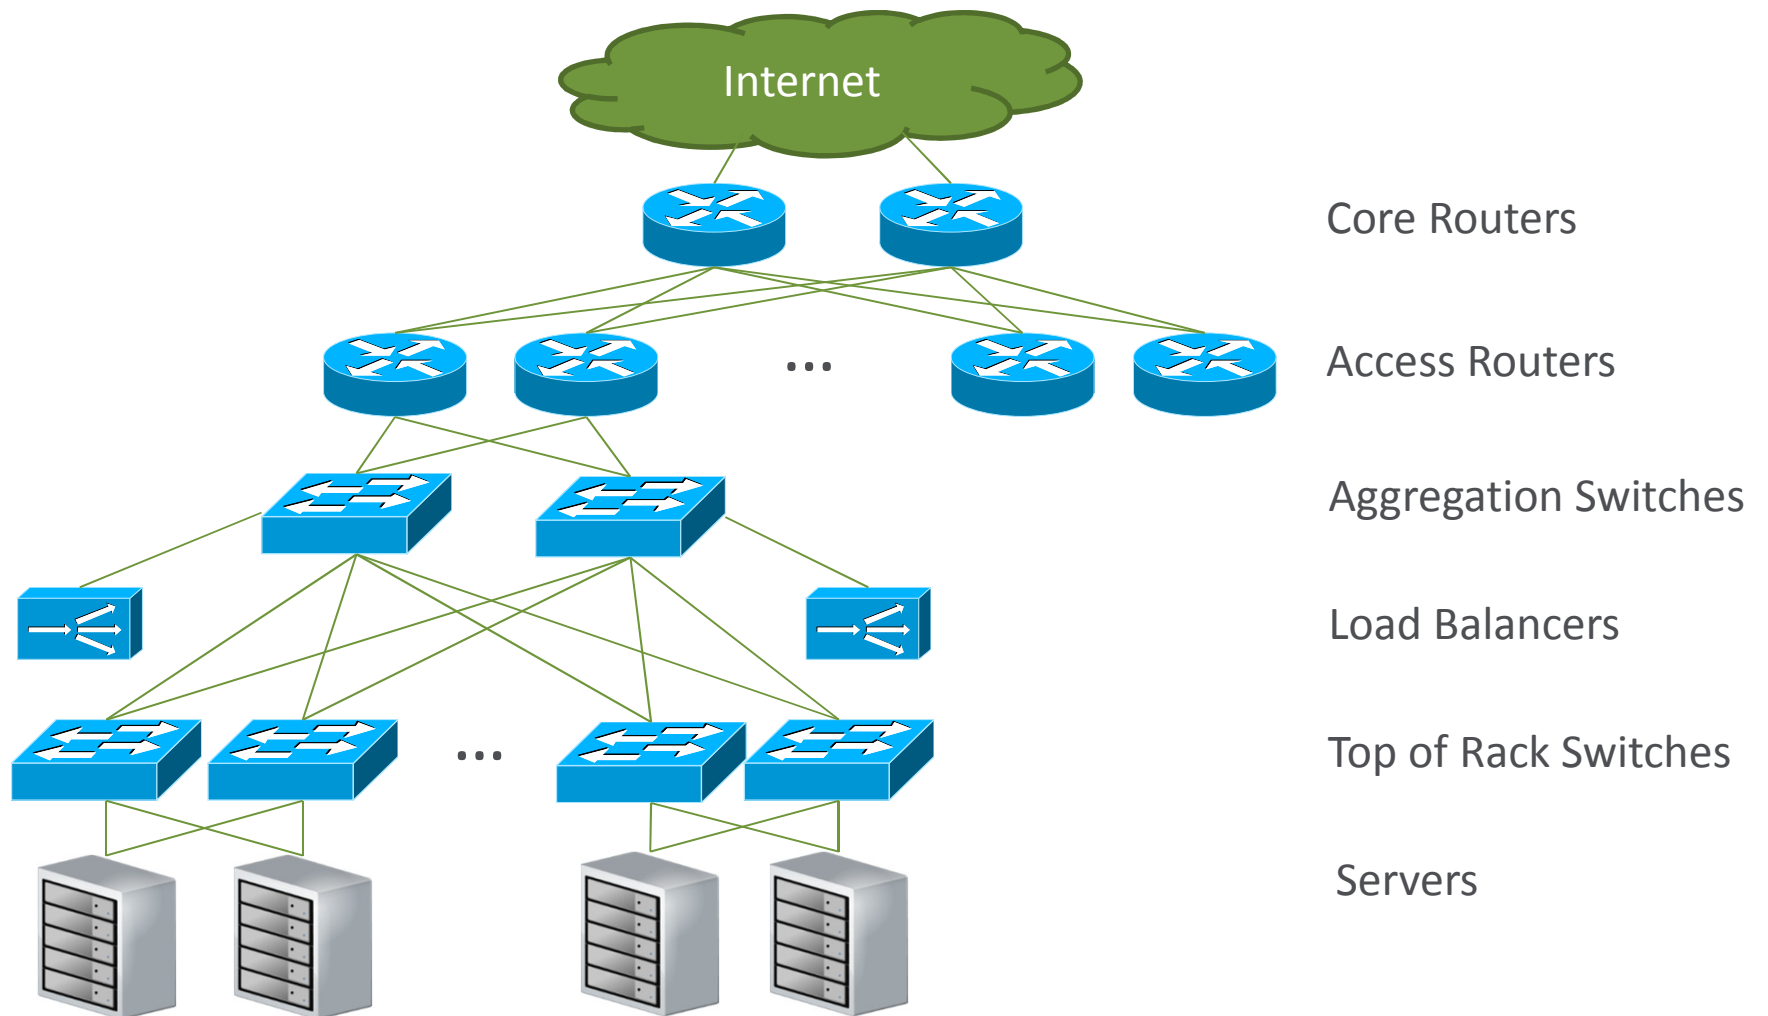 Internet
Core Routers
...
Access Routers
Aggregation Switches
Load Balancers
...
Top of Rack Switches
Servers